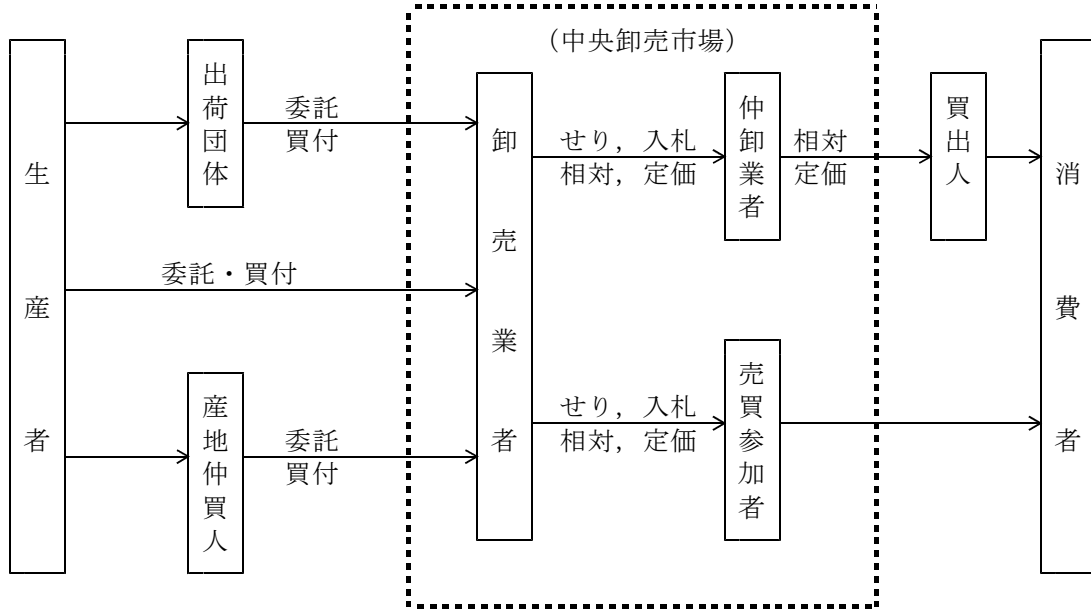 (中央卸売市場)
生産者
出荷団体
委託
買付
卸売業者
せり，入札
相対，定価
仲卸業者
相対
定価
買出人
消費者
委託・買付
産地仲買人
委託
買付
せり，入札
相対，定価
売買参加者